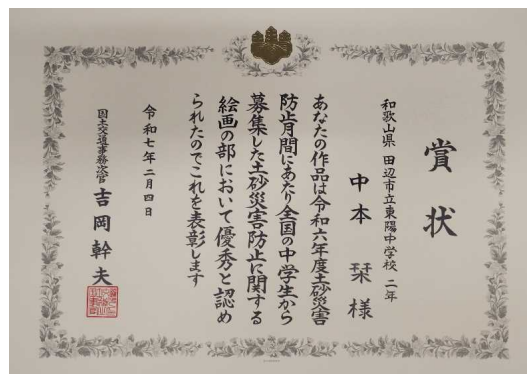 賞状
和歌山県 田辺市立東陽中学校 二年
中本 栞 様
あなたの作品は令和六年度土砂災害
防止月間にあたり全国の中学生から
募集した土砂災害防止に関する
絵画の部において優秀と認め
られたのでこれを表彰します
令和七年二月四日
国土交通事務次官 吉岡幹夫